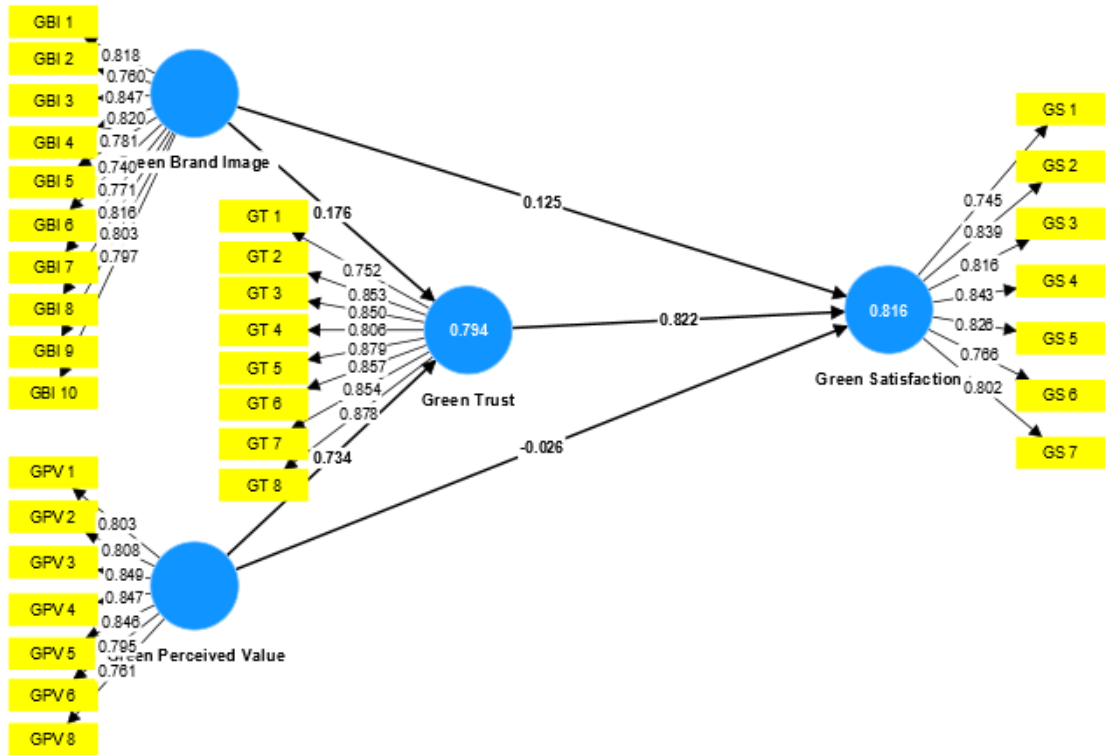 GBI 1
GBI 2
GBI 3
GBI 4
GBI 5
GBI 6
GBI 7
GBI 8
GBI 9
GBI 10
0.818
0.760
0.847
0.820
0.781
0.740
0.771
0.816
0.803
0.797
Brand Image
0.176
0.125
GT 1
GT 2
GT 3
GT 4
GT 5
GT 6
GT 7
GT 8
0.752
0.853
0.850
0.806
0.879
0.857
0.854
0.878
0.794
Green Trust
0.822
0.734
-0.026
GS 1
GS 2
GS 3
GS 4
GS 5
GS 6
GS 7
0.745
0.839
0.816
0.843
0.826
0.766
0.802
0.816
Green Satisfaction
GPV 1
GPV 2
GPV 3
GPV 4
GPV 5
GPV 6
GPV 8
0.803
0.808
0.849
0.847
0.846
0.795
0.761
Perceived Value